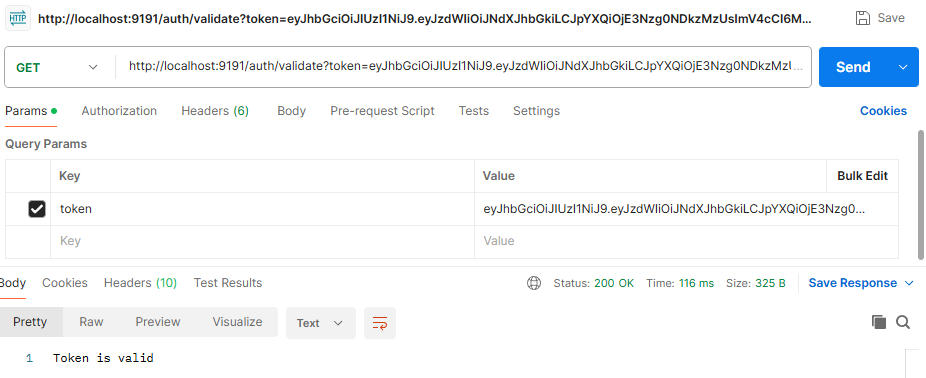 HTTP http://localhost:9191/auth/validate?token=eyJhbGciOiJIUzI1NiJ9.eyJzdWIiOiJNdXJhbGkiLCJpYXQiOjE3Nzg0NDkzMzUsImV4cCI6M... Save
GET http://localhost:9191/auth/validate?token=eyJhbGciOiJIUzI1NiJ9.eyJzdWIiOiJNdXJhbGkiLCJpYXQiOjE3Nzg0NDkzMzI... Send
Params Authorization Headers (6) Body Pre-request Script Tests Settings Cookies
Query Params
Key Value Bulk Edit
token eyJhbGciOiJIUzI1NiJ9.eyJzdWIiOiJNdXJhbGkiLCJpYXQiOjE3Nzg0...
Key Value
Body Cookies Headers (10) Test Results Status: 200 OK Time: 116 ms Size: 325 B Save Response
Pretty Raw Preview Visualize Text
1 Token is valid